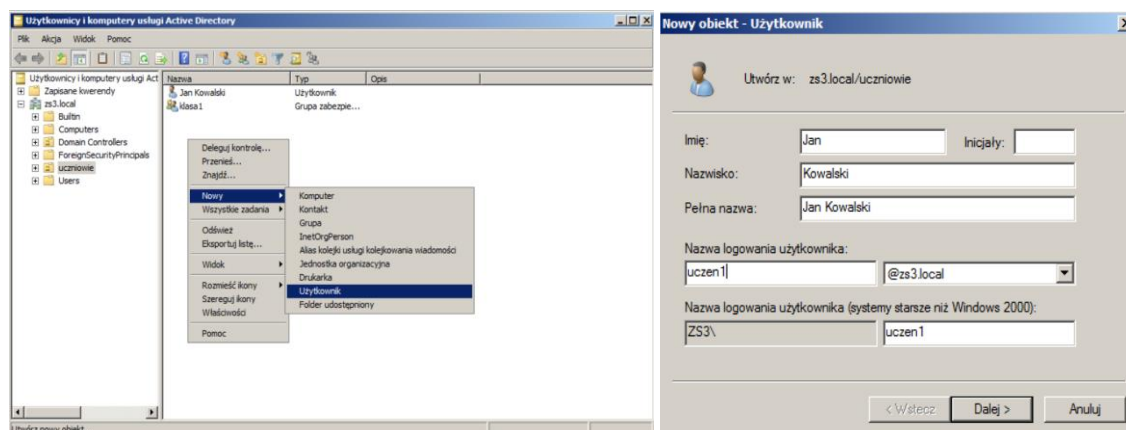 Użytkownicy i komputery usługi Active Directory
Plik Akcja Widok Pomoc
Użytkownicy i komputery usługi Act
Zapisane kwerendy
zs3.local
Builtin
Computers
Domain Controllers
ForeignSecurityPrincipals
uczniowie
Users
Nazwa Typ Opis
Jan Kowalski Użytkownik
klasa1 Grupa zabezpie...
Deleguj kontrolę...
Przenieś...
Znajdź...
Nowy
Wszystkie zadania
Odśwież
Eksportuj listę...
Widok
Rozmieść ikony
Szereguj ikony
Właściwości
Pomoc
Komputer
Kontakt
Grupa
InetOrgPerson
Alias kolejki usługi kolejkowania wiadomości
Jednostka organizacyjna
Drukarka
Użytkownik
Folder udostępniony
Utwórz nowy obiekt
Nowy obiekt - Użytkownik
Utwórz w: zs3.local/uczniowie
Imię: Jan Inicjały:
Nazwisko: Kowalski
Pełna nazwa: Jan Kowalski
Nazwa logowania użytkownika:
uczen1 @zs3.local
Nazwa logowania użytkownika (systemy starsze niż Windows 2000):
ZS3\ uczen1
< Wstecz Dalej > Anuluj